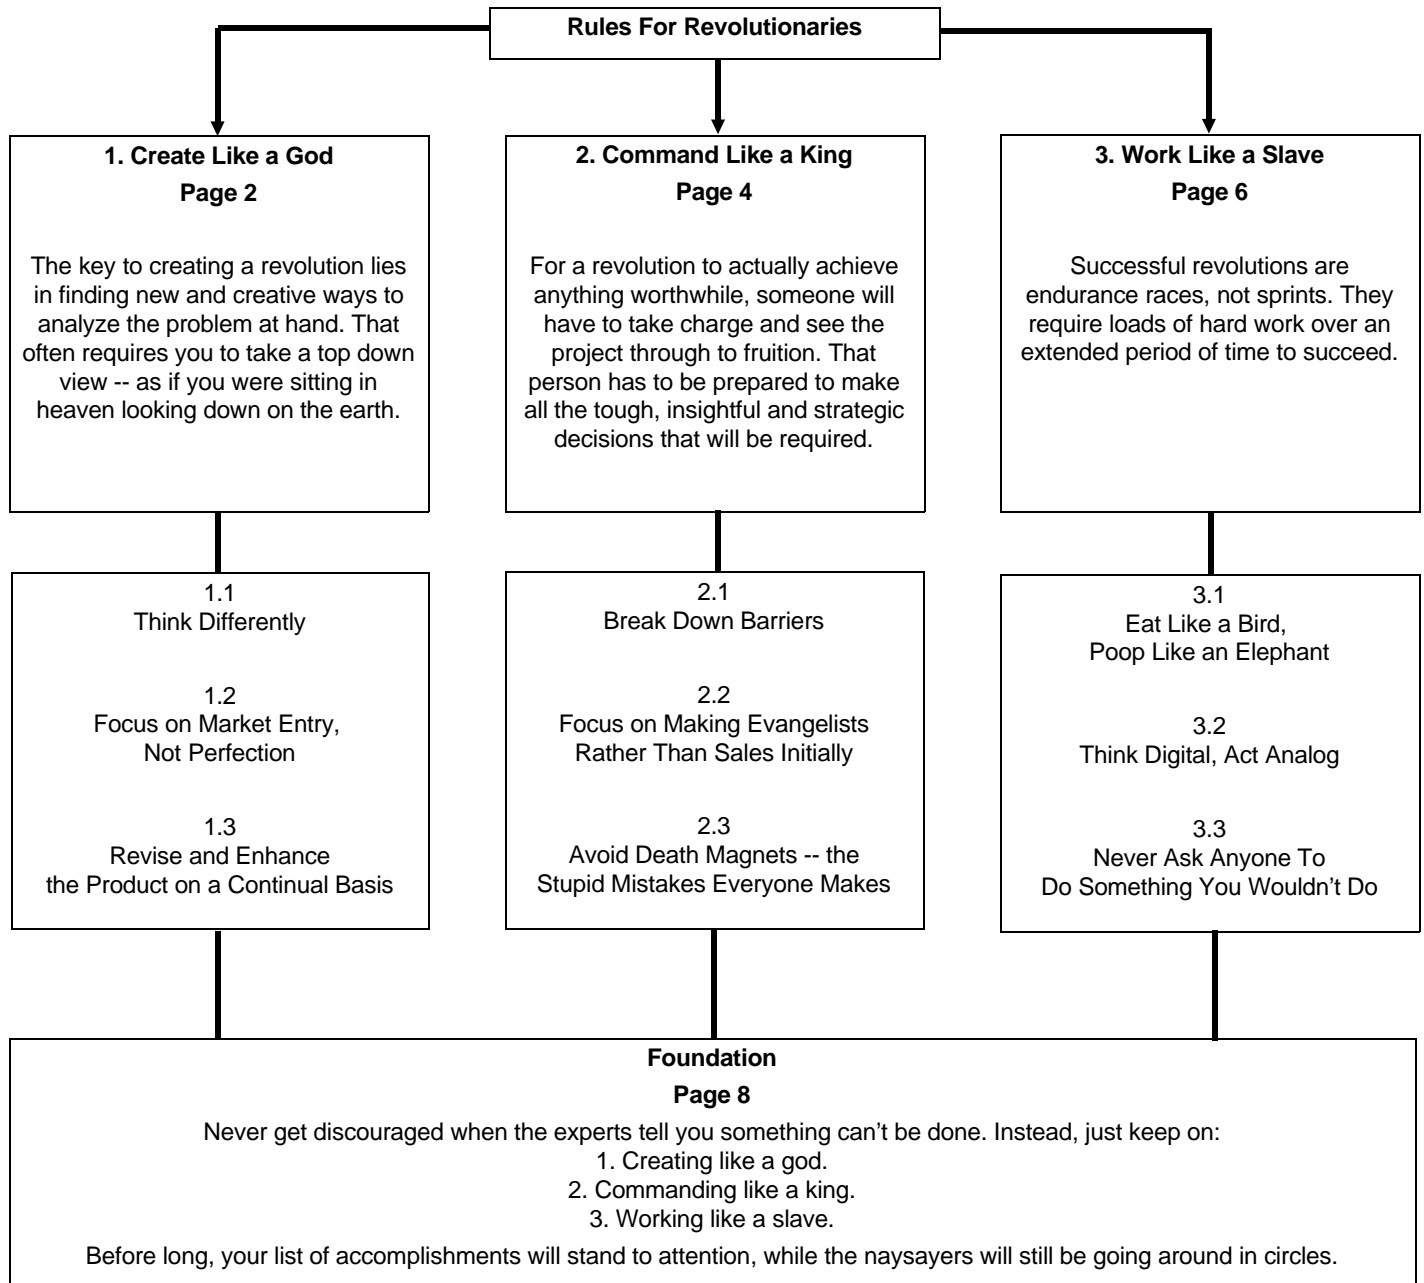 Rules For Revolutionaries
1. Create Like a God
Page 2
The key to creating a revolution lies
in finding new and creative ways to
analyze the problem at hand. That
often requires you to take a top down
view -- as if you were sitting in
heaven looking down on the earth.
2. Command Like a King
Page 4
For a revolution to actually achieve
anything worthwhile, someone will
have to take charge and see the
project through to fruition. That
person has to be prepared to make
all the tough, insightful and strategic
decisions that will be required.
3. Work Like a Slave
Page 6
Successful revolutions are
endurance races, not sprints. They
require loads of hard work over an
extended period of time to succeed.
1.1
Think Differently
1.2
Focus on Market Entry,
Not Perfection
1.3
Revise and Enhance
the Product on a Continual Basis
2.1
Break Down Barriers
2.2
Focus on Making Evangelists
Rather Than Sales Initially
2.3
Avoid Death Magnets -- the
Stupid Mistakes Everyone Makes
3.1
Eat Like a Bird,
Poop Like an Elephant
3.2
Think Digital, Act Analog
3.3
Never Ask Anyone To
Do Something You Wouldn't Do
Foundation
Page 8
Never get discouraged when the experts tell you something can't be done. Instead, just keep on:
1. Creating like a god.
2. Commanding like a king.
3. Working like a slave.
Before long, your list of accomplishments will stand to attention, while the naysayers will still be going around in circles.